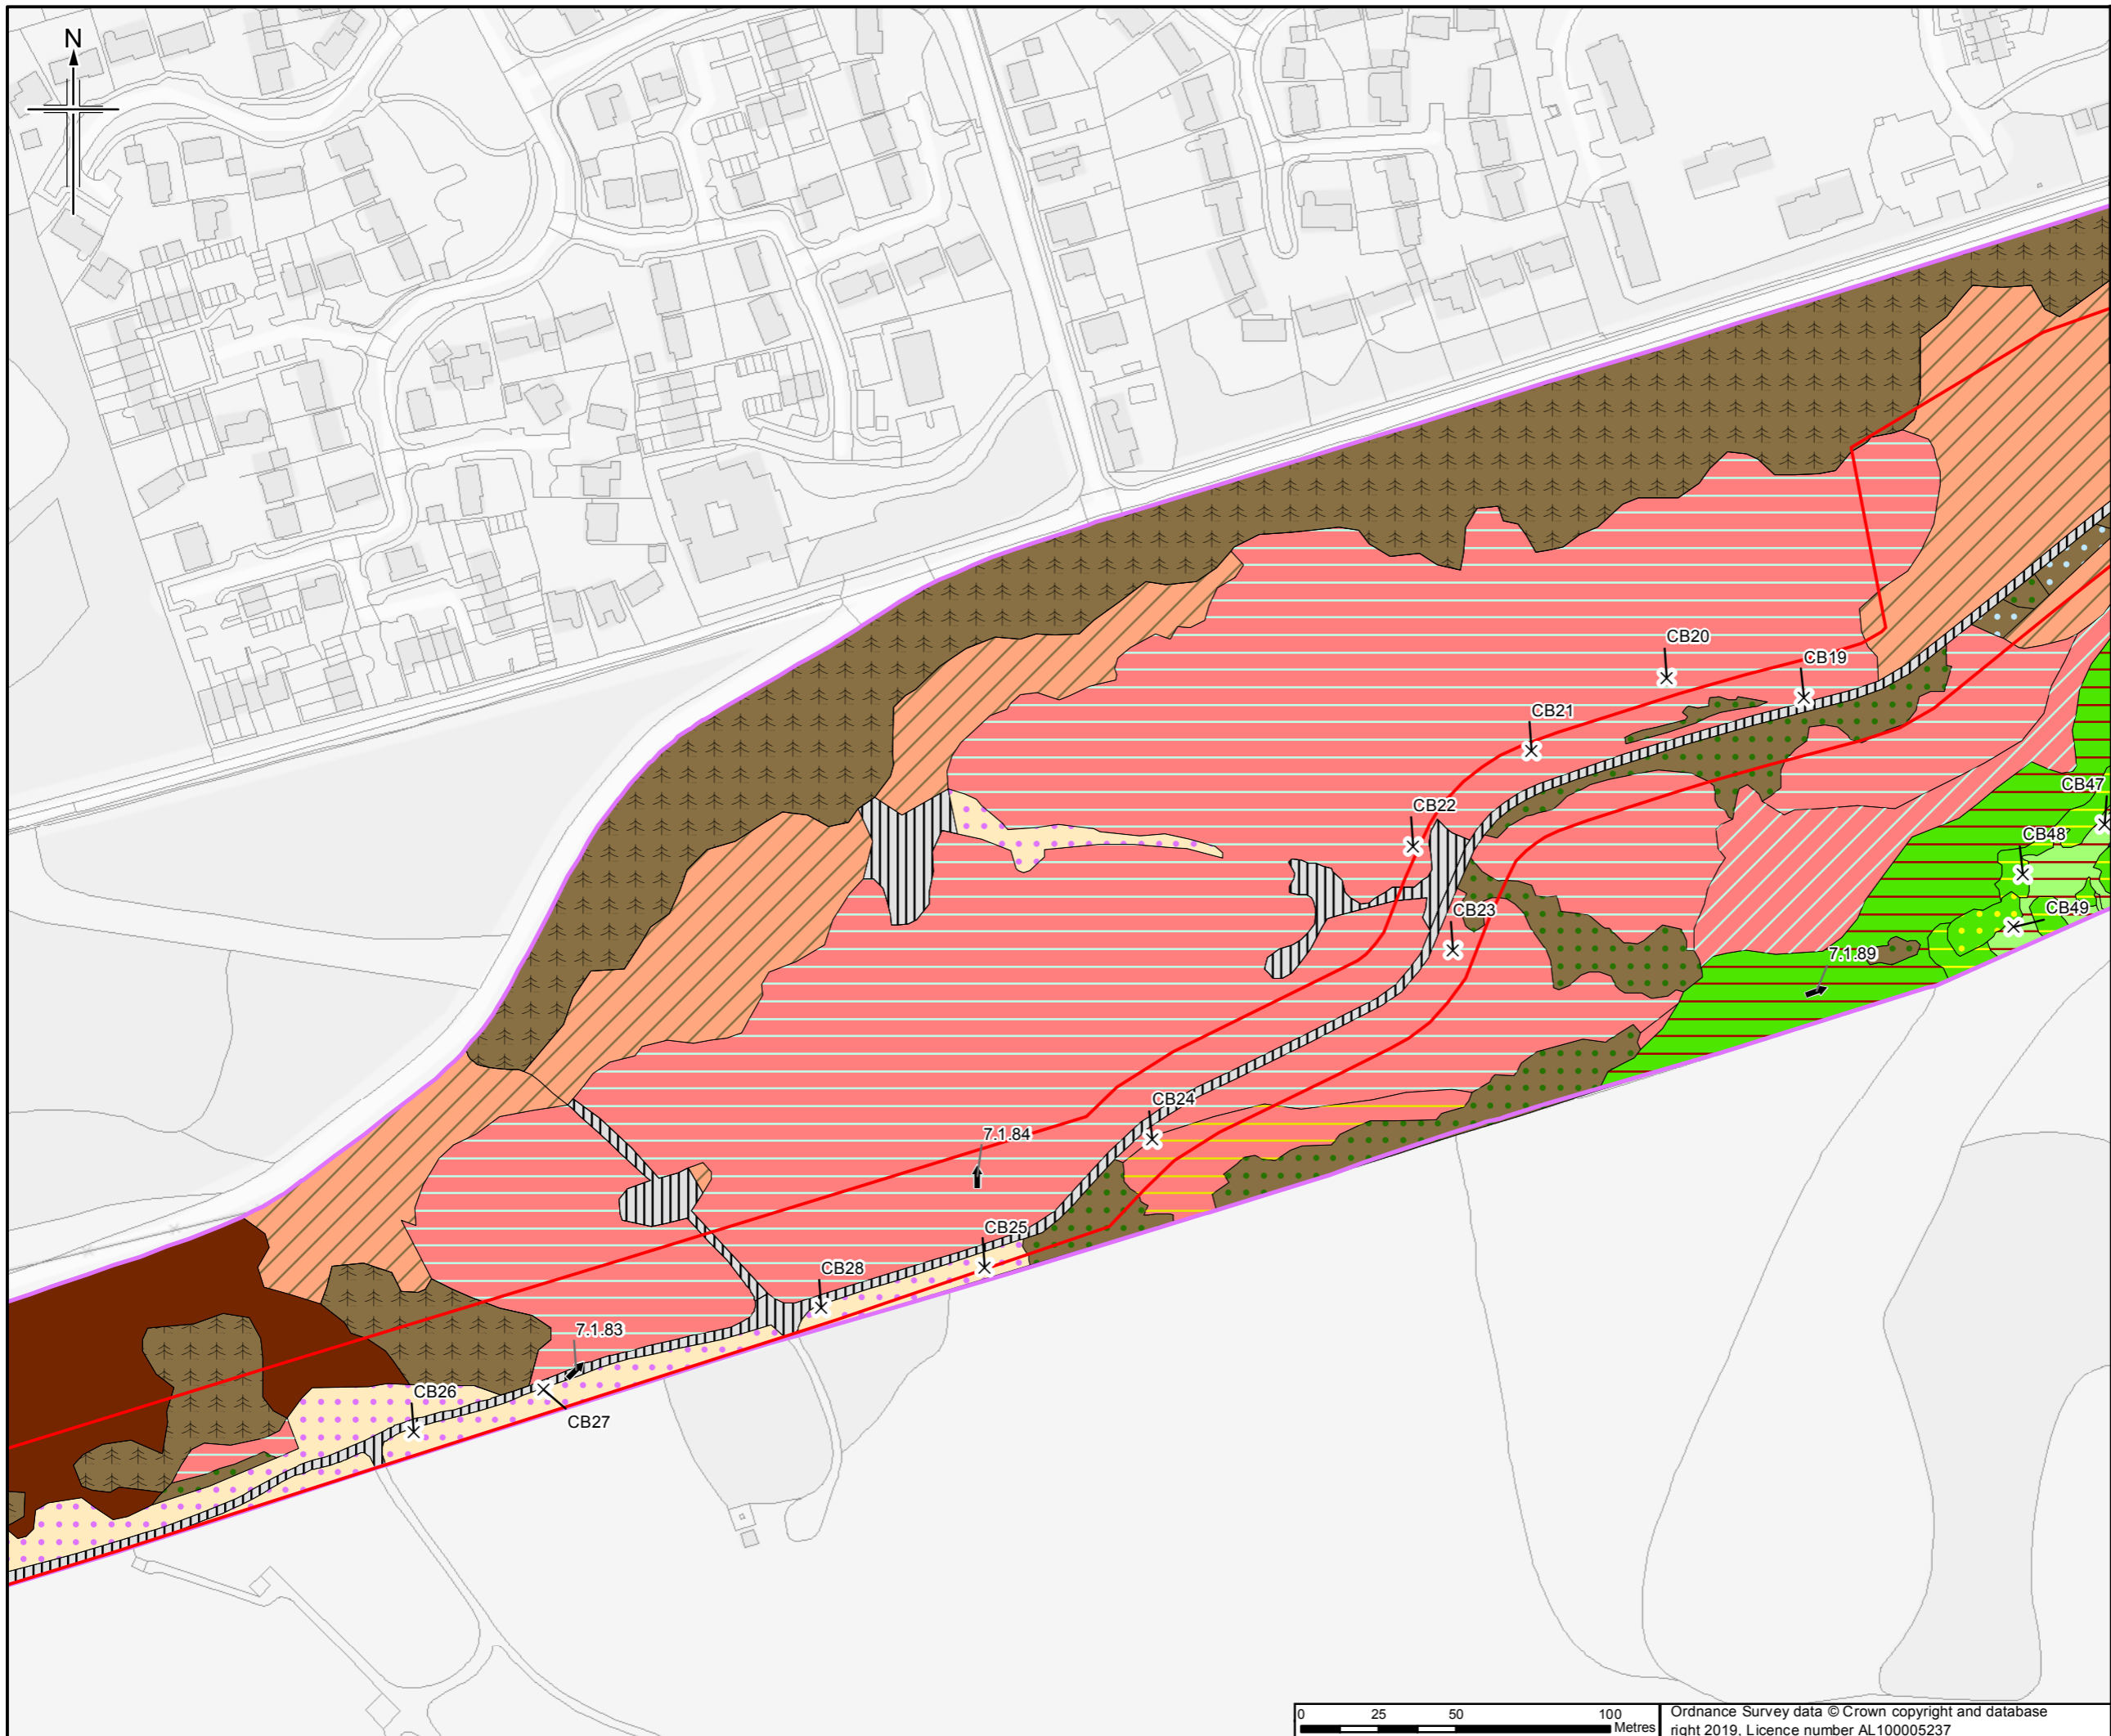 N
CB20
CB19
CB21
CB47
CB22
CB48
CB23
CB49
7.1.89
CB24
7.1.84
CB25
CB28
7.1.83
CB26
CB27
0 25 50 100
Metres
Ordnance Survey data © Crown copyright and database
right 2019. Licence number AL100005237